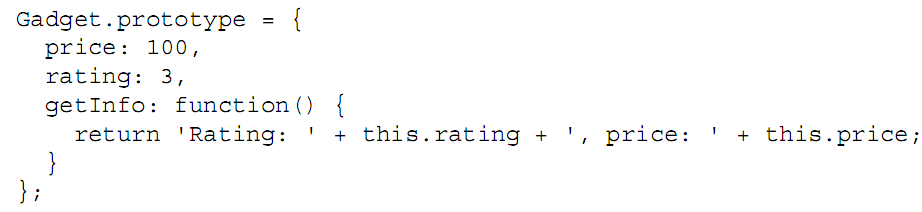 Gadget.prototype = {
  price: 100,
  rating: 3,
  getInfo: function() {
    return 'Rating: ' + this.rating + ', price: ' + this.price;
  }
};